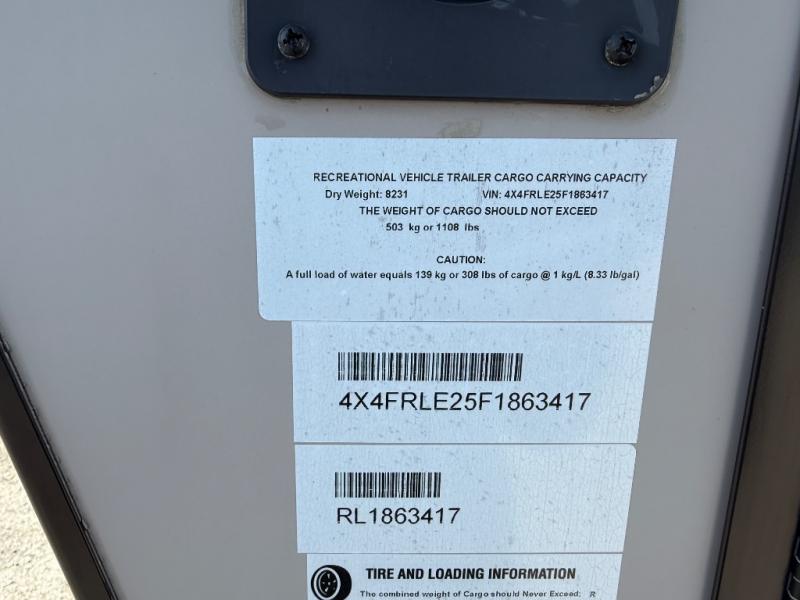 RECREATIONAL VEHICLE TRAILER CARGO CARRYING CAPACITY
Dry Weight: 8231 VIN: 4X4FRLE25F1863417
THE WEIGHT OF CARGO SHOULD NOT EXCEED
503 kg or 1108 lbs
CAUTION:
A full load of water equals 139 kg or 308 lbs of cargo @ 1 kg/L (8.33 lb/gal)
4X4FRLE25F1863417
RL1863417
TIRE AND LOADING INFORMATION
The combined weight of Cargo should Never Exceed: R